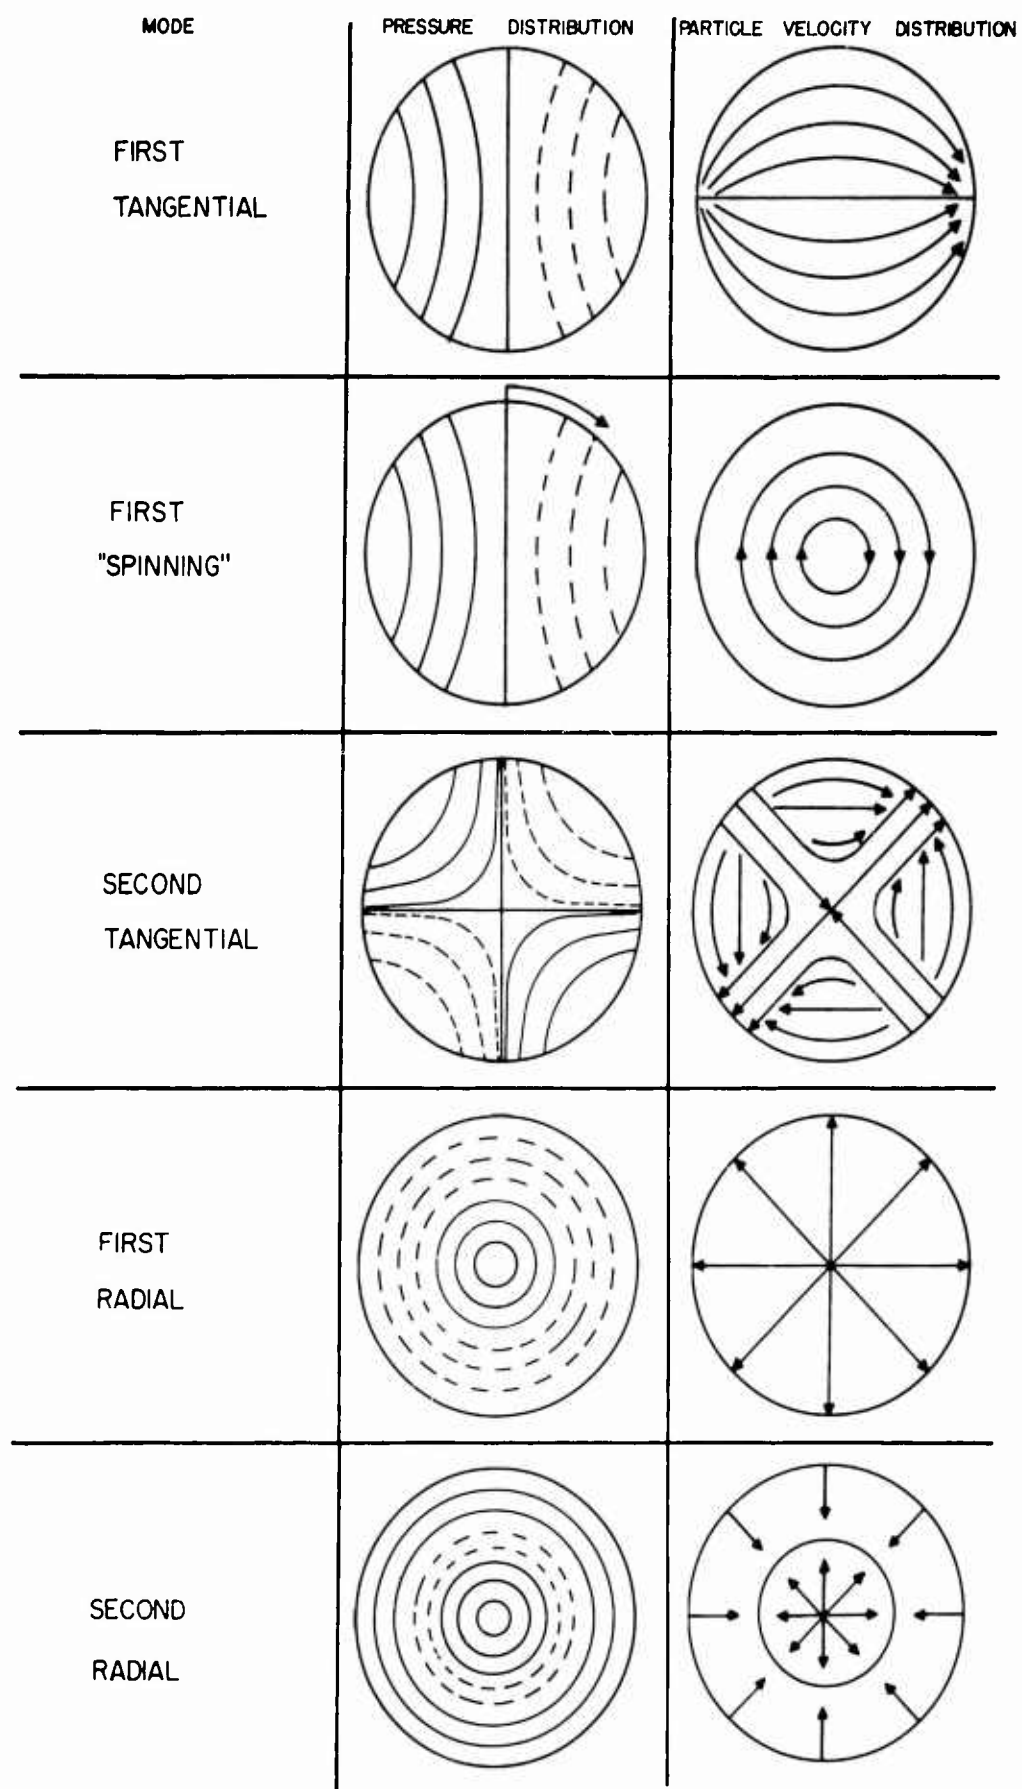 MODE PRESSURE DISTRIBUTION PARTICLE VELOCITY DISTRIBUTION
FIRST
TANGENTIAL
FIRST
"SPINNING"
SECOND
TANGENTIAL
FIRST
RADIAL
SECOND
RADIAL